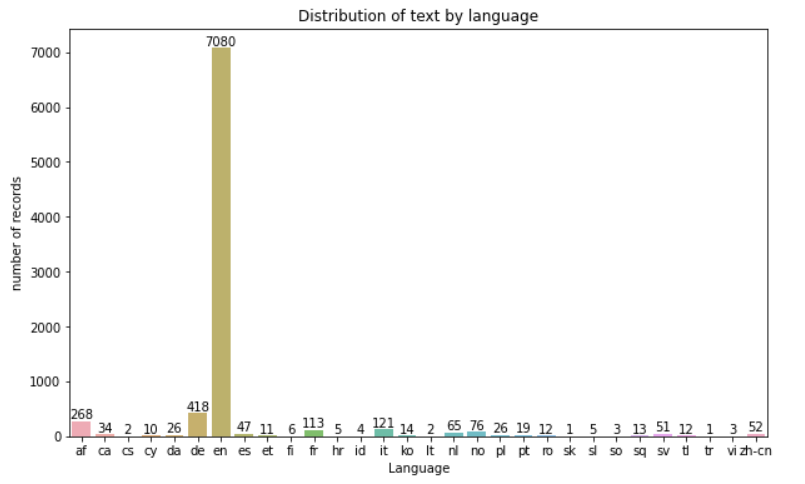 Distribution of text by language
number of records
7000
6000
5000
4000
3000
2000
1000
0
268 34 2 10 26 418 7080 47 11 6 113 5 4 121 14 2 65 76 26 19 12 1 5 3 13 51 12 1 3 52
af ca cs cy da de en es et fi fr hr id it ko lt nl no pl pt ro sk sl so sq sv tl tr vi zh-cn
Language